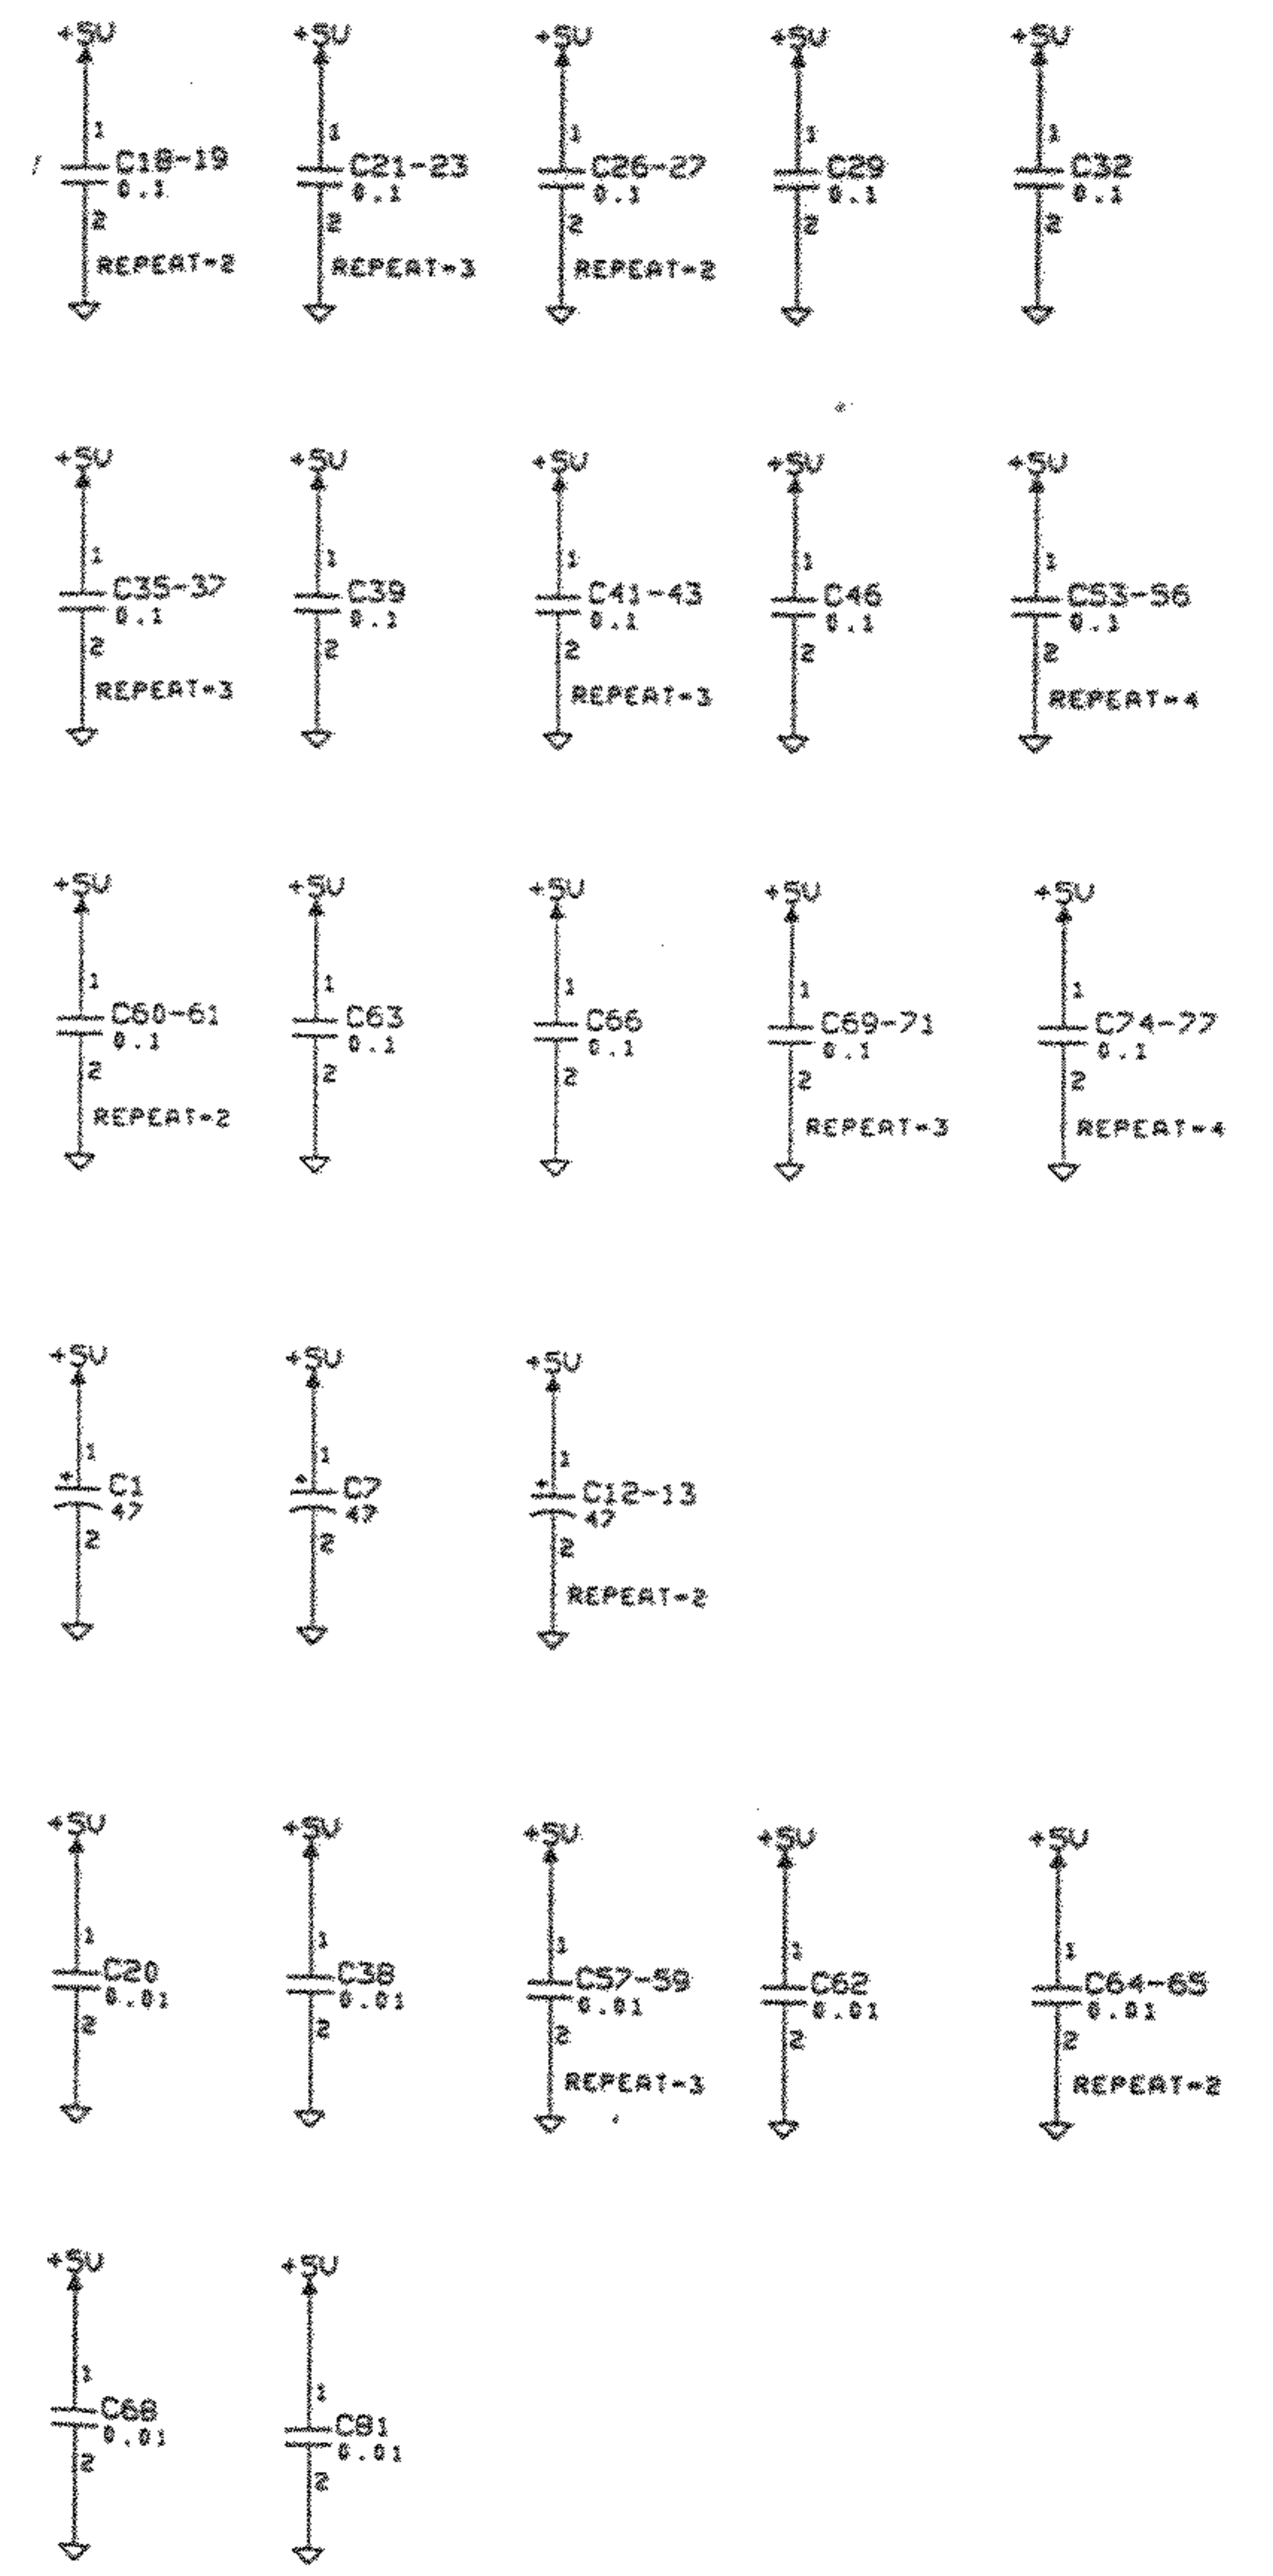 +5V +5V +5V +5V +5V
1 1 1 1 1
C18-19 C21-23 C26-27 C29 C32
0.1 0.1 0.1 0.1 0.1
2 2 2 2 2
REPEAT=2 REPEAT=3 REPEAT=2
+5V +5V +5V +5V +5V
1 1 1 1 1
C35-37 C39 C41-43 C46 C53-56
0.1 0.1 0.1 0.1 0.1
2 2 2 2 2
REPEAT=3 REPEAT=3 REPEAT=4
+5V +5V +5V +5V +5V
1 1 1 1 1
C60-61 C63 C66 C69-71 C74-77
0.1 0.1 0.1 0.1 0.1
2 2 2 2 2
REPEAT=2 REPEAT=3 REPEAT=4
+5V +5V +5V
1 1 1
+ C1 + C7 + C12-13
47 47 47
2 2 2
REPEAT=2
+5V +5V +5V +5V +5V
1 1 1 1 1
C20 C38 C57-59 C62 C64-65
0.01 0.01 0.01 0.01 0.01
2 2 2 2 2
REPEAT=3 REPEAT=2
+5V +5V
1 1
C68 C81
0.01 0.01
2 2